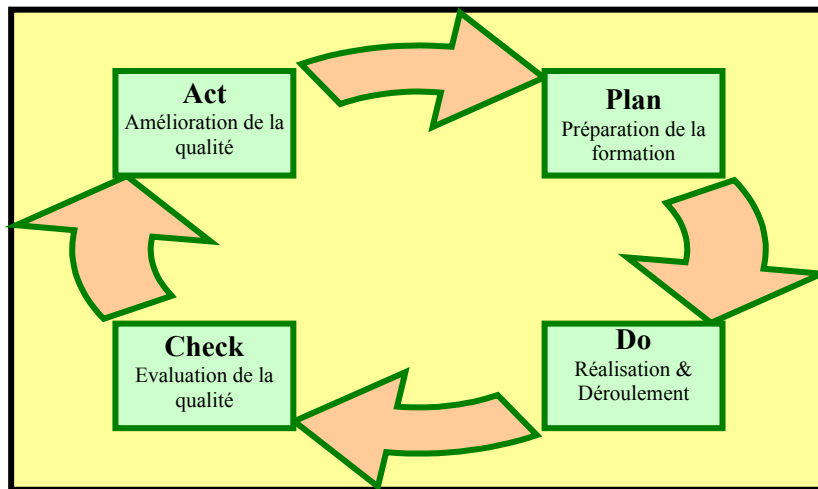 Act
Amélioration de la
qualité
Plan
Préparation de la
formation
Do
Réalisation &
Déroulement
Check
Evaluation de la
qualité